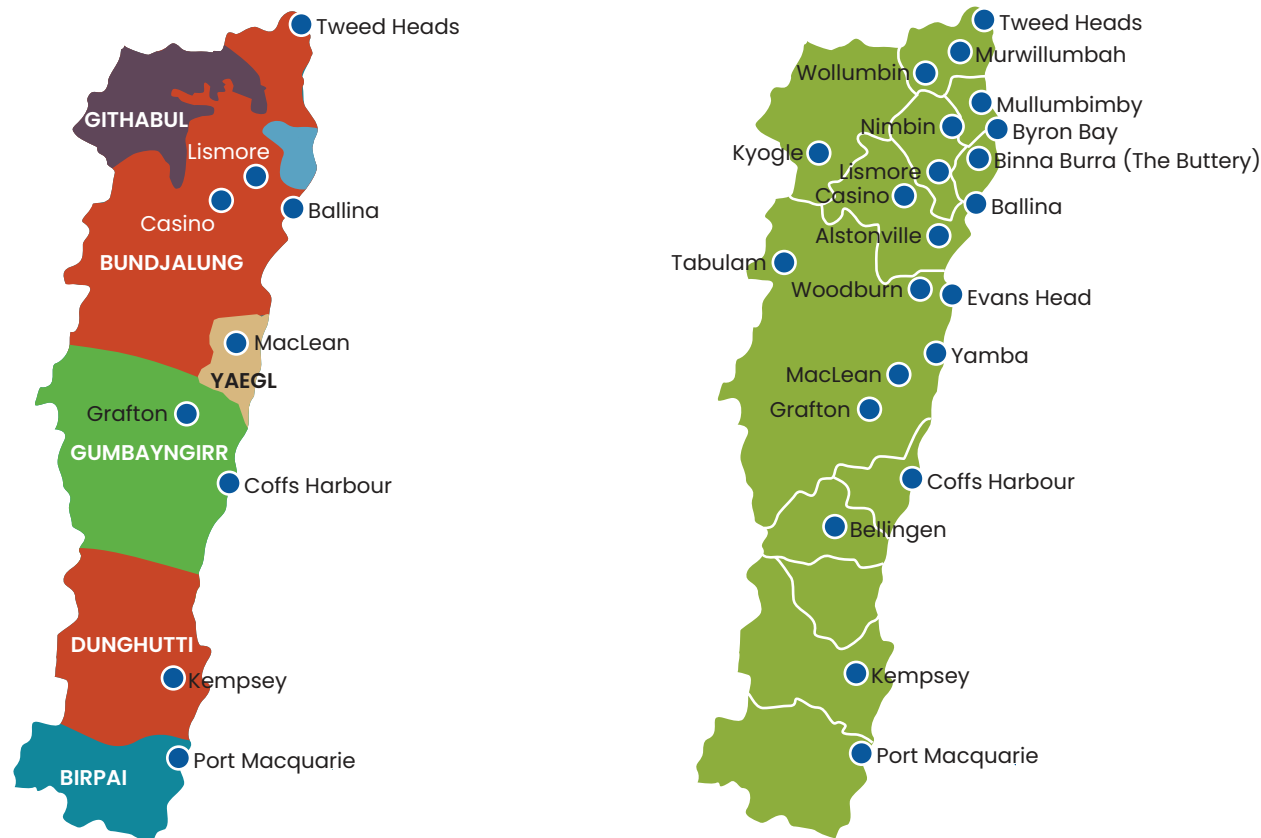 Tweed Heads
GITHABUL
Lismore
Casino
Ballina
BUNDJALUNG
MacLean
YAEGL
Grafton
GUMBAYNGIRR
Coffs Harbour
DUNGHUTTI
Kempsey
Port Macquarie
BIRPAI
Tweed Heads
Murwillumbah
Wollumbin
Mullumbimby
Nimbin
Byron Bay
Kyogle
Binna Burra (The Buttery)
Lismore
Casino
Ballina
Alstonville
Tabulam
Woodburn
Evans Head
Yamba
MacLean
Grafton
Coffs Harbour
Bellingen
Kempsey
Port Macquarie